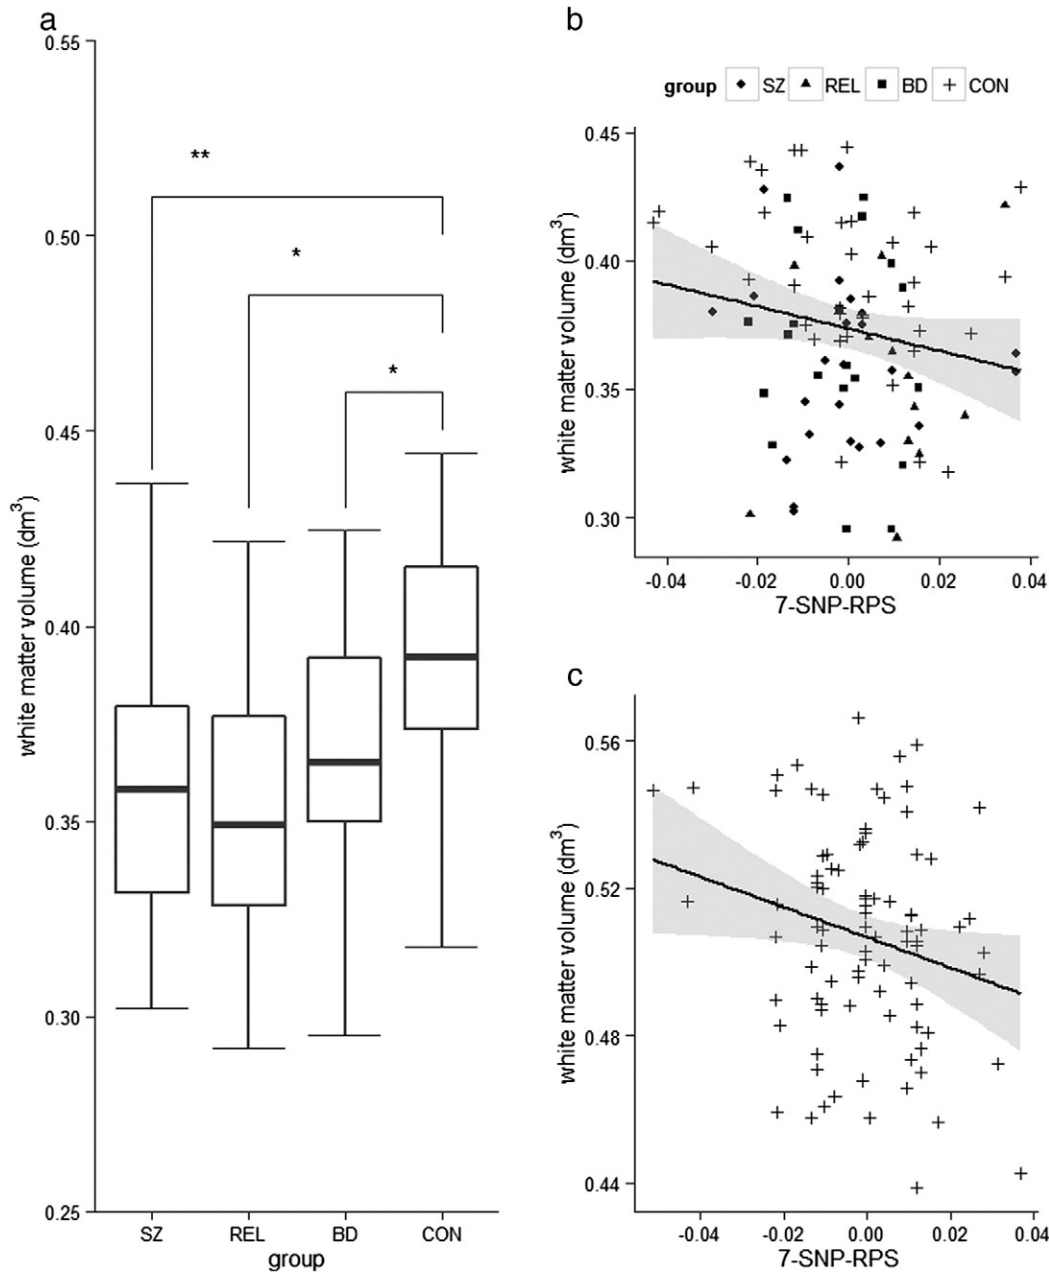 a
white matter volume (dm3)
0.55
0.50
0.45
0.40
0.35
0.30
0.25
**
*
*
SZ REL BD CON
group
b
group SZ REL BD CON
white matter volume (dm3)
0.45
0.40
0.35
0.30
-0.04 -0.02 0.00 0.02 0.04
7-SNP-RPS
c
white matter volume (dm3)
0.56
0.52
0.48
0.44
-0.04 -0.02 0.00 0.02 0.04
7-SNP-RPS